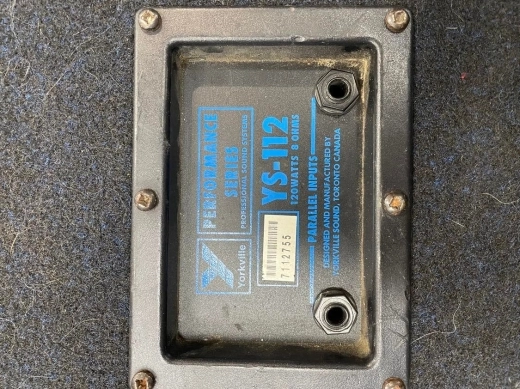 Yorkville
PERFORMANCE
SERIES
PROFESSIONAL SOUND SYSTEMS
YS-112
120WATTS 8 OHMS
7112755
PARALLEL INPUTS
DESIGNED AND MANUFACTURED BY
YORKVILLE SOUND, TORONTO CANADA